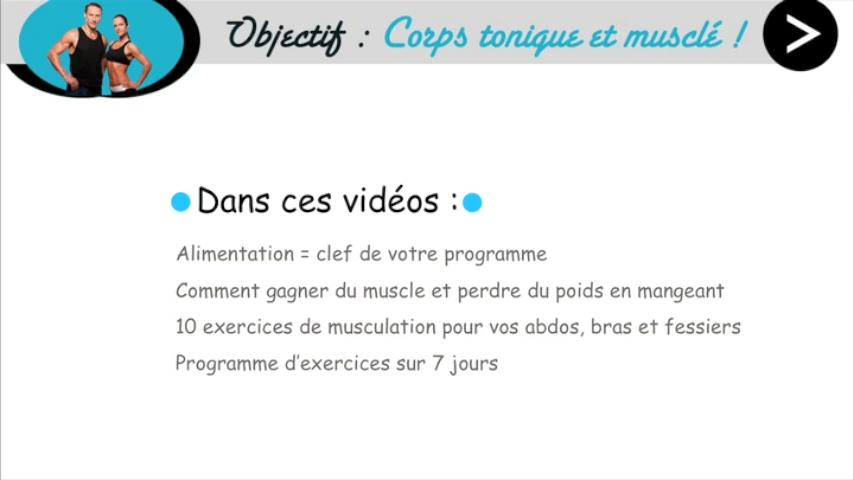 Objectif : Corps tonique et musclé !
>
Dans ces vidéos :
Alimentation = clef de votre programme
Comment gagner du muscle et perdre du poids en mangeant
10 exercices de musculation pour vos abdos, bras et fessiers
Programme d'exercices sur 7 jours